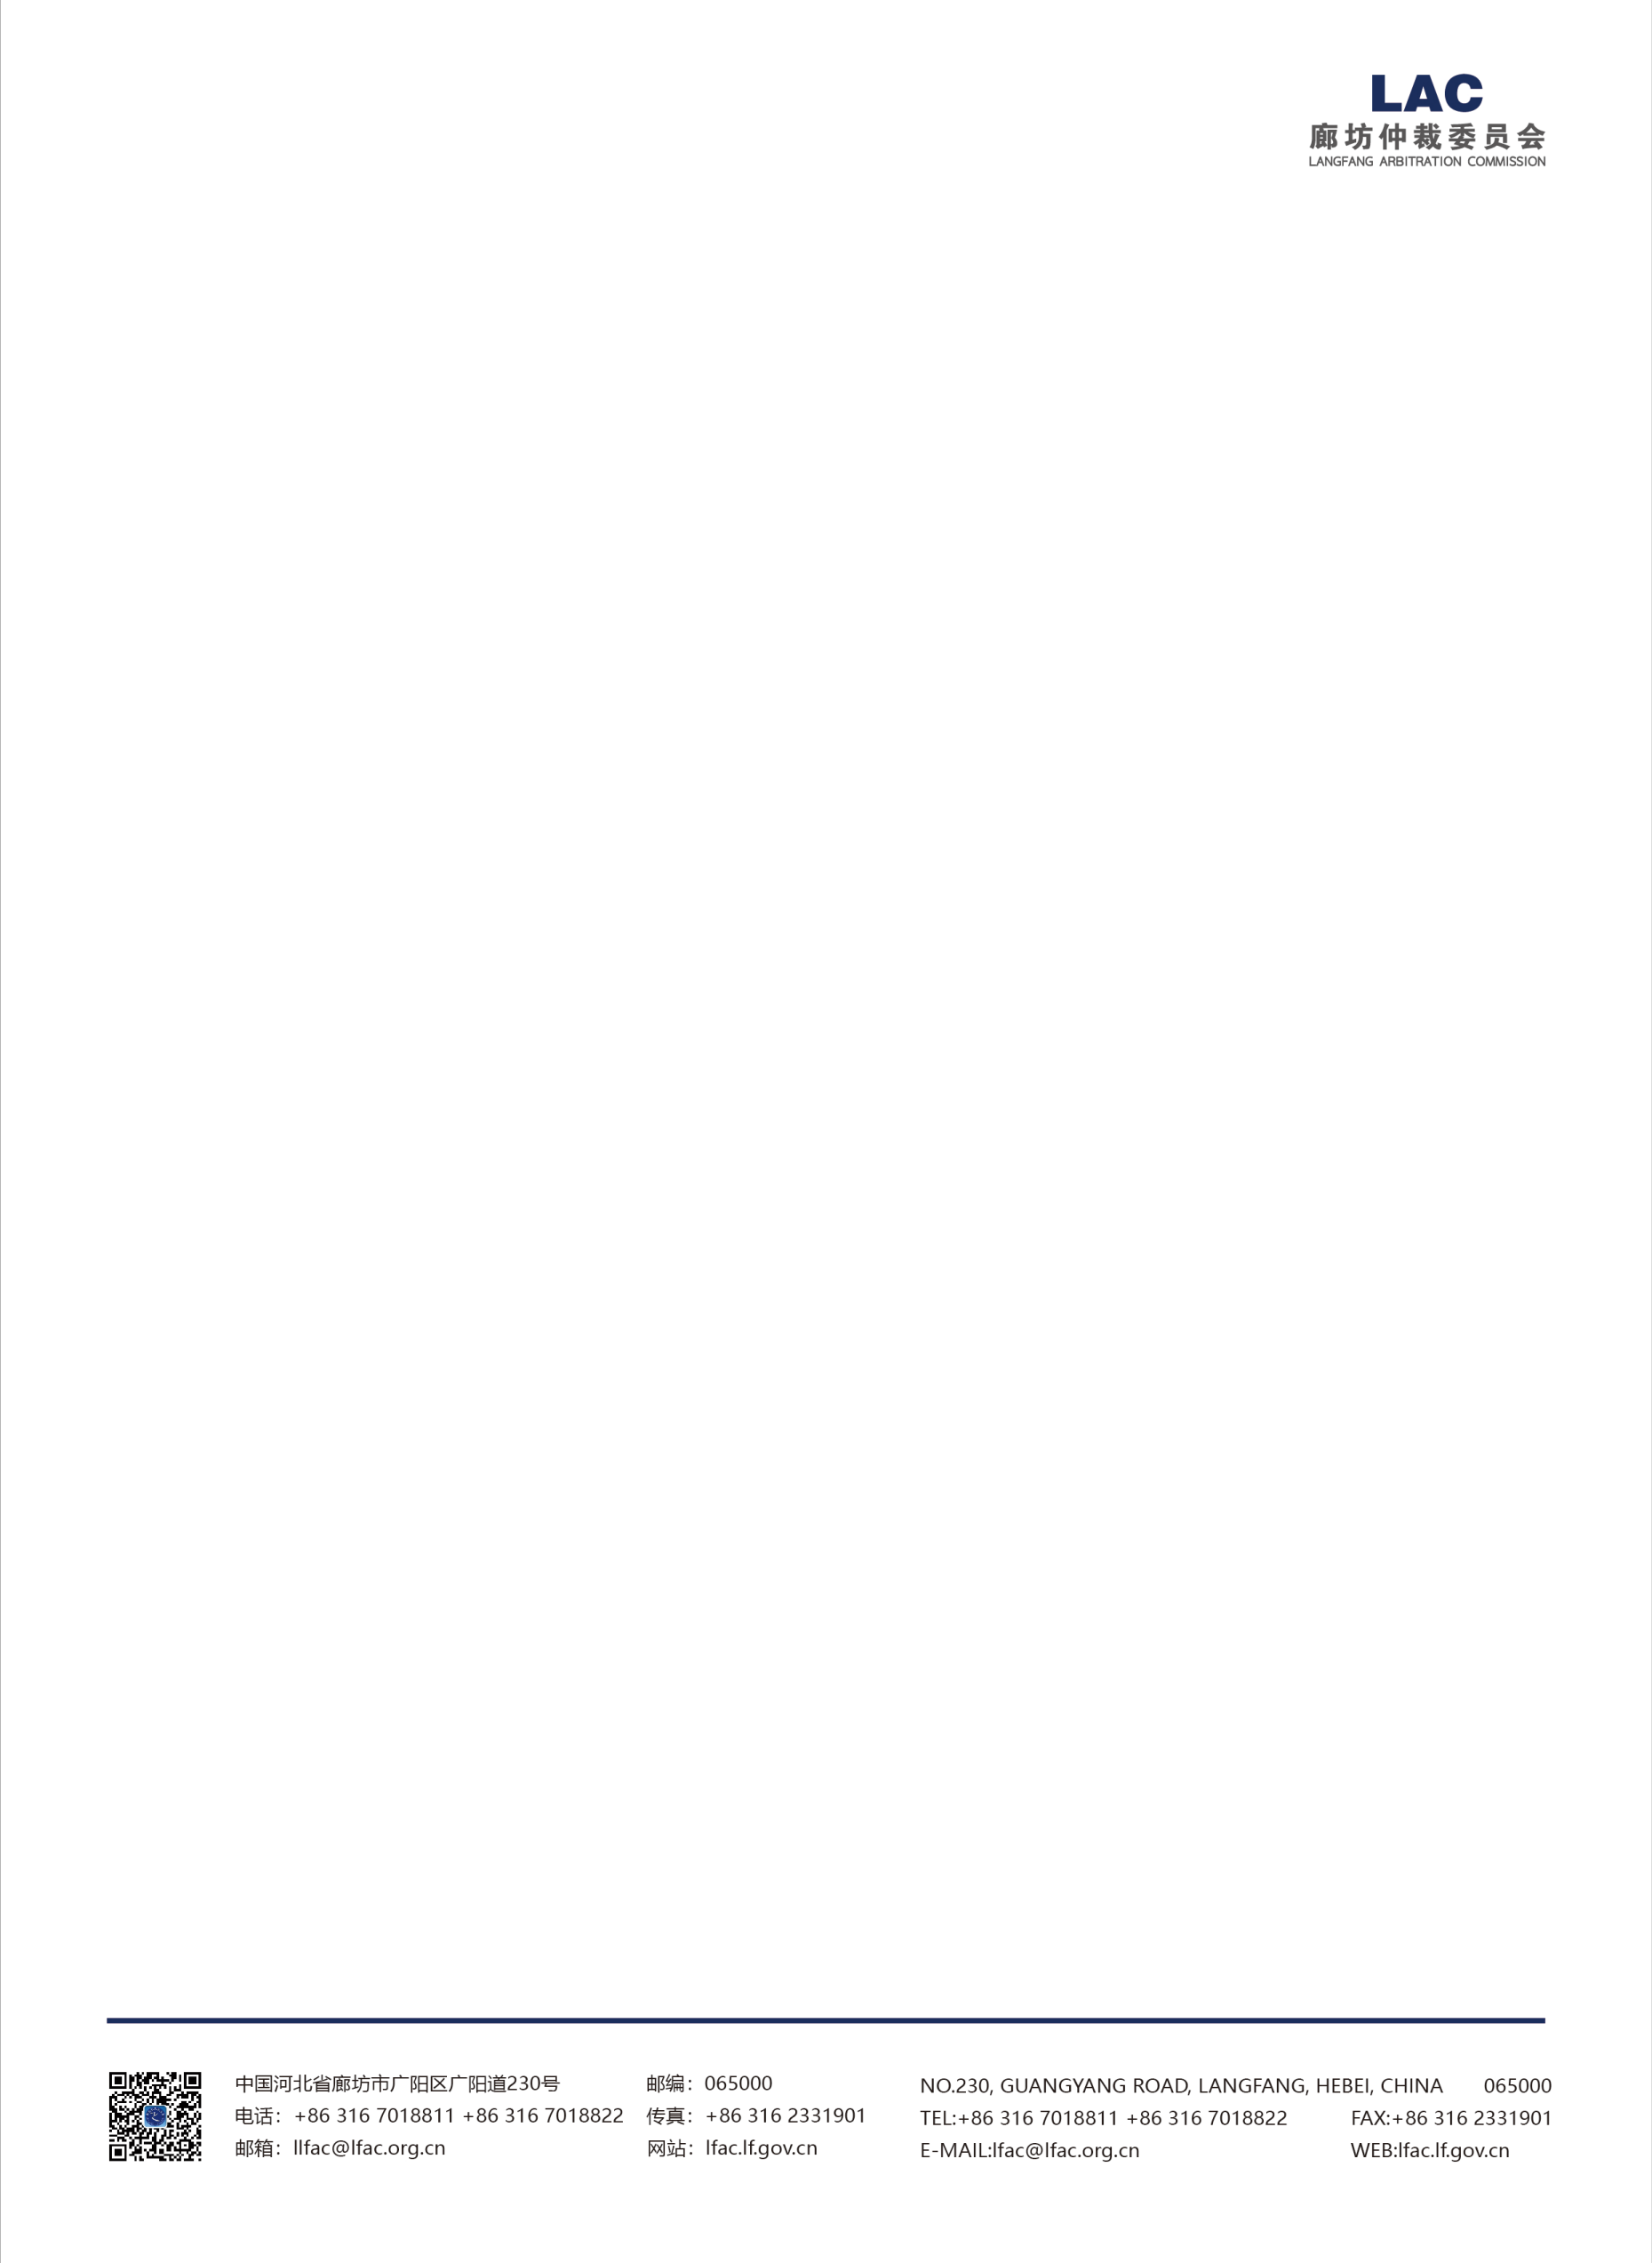 LAC
廊坊仲裁委员会
LANGFANG ARBITRATION COMMISSION
中国河北省廊坊市广阳区广阳道230号 邮编：065000
电话：+86 316 7018811 +86 316 7018822 传真：+86 316 2331901
邮箱：llfac@lfac.org.cn 网站：lfac.lf.gov.cn
NO.230, GUANGYANG ROAD, LANGFANG, HEBEI, CHINA 065000
TEL:+86 316 7018811 +86 316 7018822 FAX:+86 316 2331901
E-MAIL:lfac@lfac.org.cn WEB:lfac.lf.gov.cn